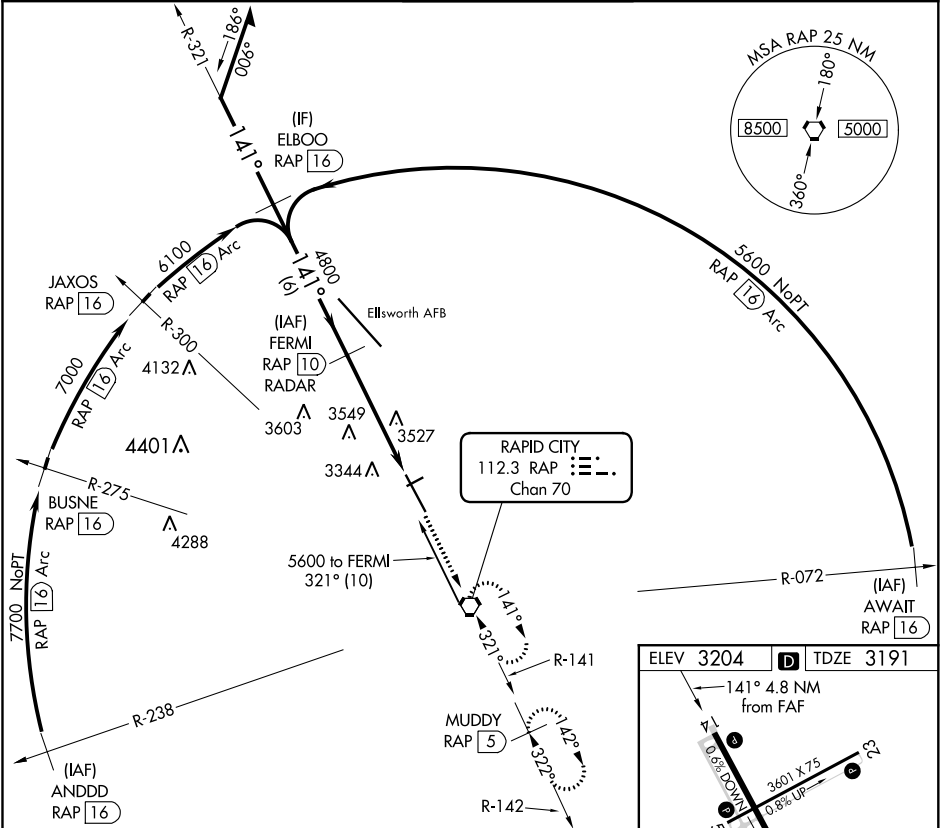 R-321
186°
006°
MSA RAP 25 NM
180°
8500
5000
360°
141°
(IF)
ELBOO
RAP 16
6100
RAP 16 Arc
4800
141°
(6)
5600 NoPT
RAP 16 Arc
JAXOS
RAP 16
R-300
Ellsworth AFB
(IAF)
FERMI
RAP 10
RADAR
7000
RAP 16 Arc
4132
3603
3549
3527
4401
3344
RAPID CITY
112.3 RAP
Chan 70
R-275
BUSNE
RAP 16
4288
7700 NoPT
RAP 16 Arc
5600 to FERMI
321° (10)
R-072
(IAF)
AWAIT
RAP 16
141°
321°
R-141
R-238
MUDDY
RAP 5
142°
322°
R-142
(IAF)
ANDDD
RAP 16
ELEV 3204
D
TDZE 3191
141° 4.8 NM
from FAF
14
P
0.6% DOWN
3601 X 75
0.8% UP
23
P
P